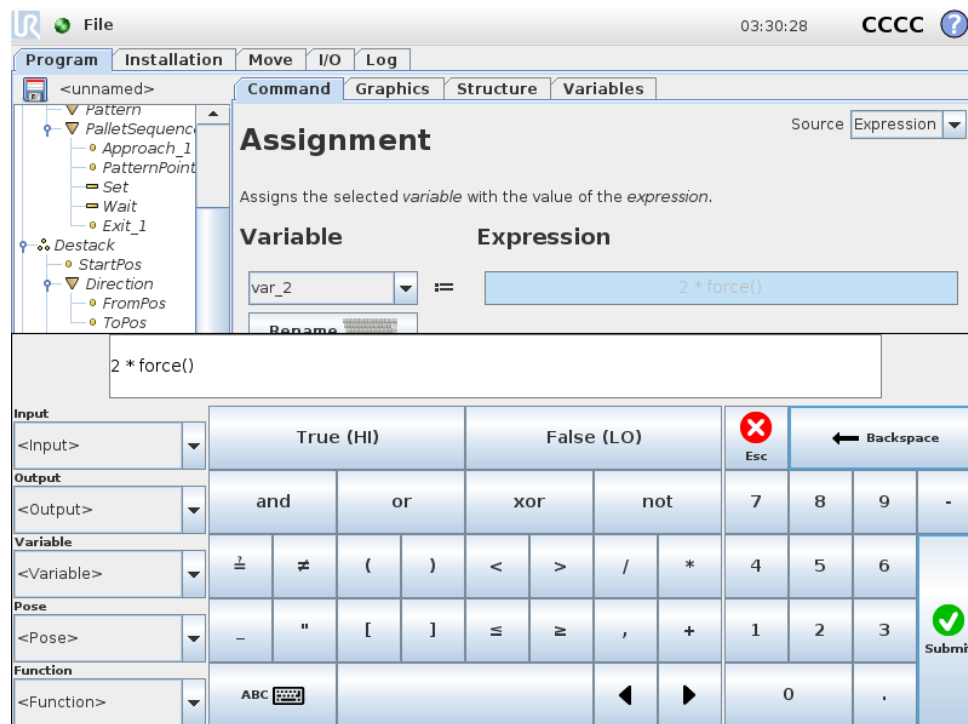 UR File 03:30:28 CCCC ?
Program Installation Move I/O Log
<unnamed> Command Graphics Structure Variables
Pattern
PalletSequenc
Approach_1
PatternPoint
Set
Wait
Exit_1
Destack
StartPos
Direction
FromPos
ToPos
Source Expression
Assignment
Assigns the selected variable with the value of the expression.
Variable Expression
var_2 := 2 * force()
Rename
2 * force()
Input
<Input>
Output
<Output>
Variable
<Variable>
Pose
<Pose>
Function
<Function>
True (HI) False (LO) Esc Backspace
and or xor not 7 8 9 -
≟ ≠ ( ) < > / * 4 5 6
_ " [ ] ≤ ≥ , + 1 2 3 Submi
ABC 0 .